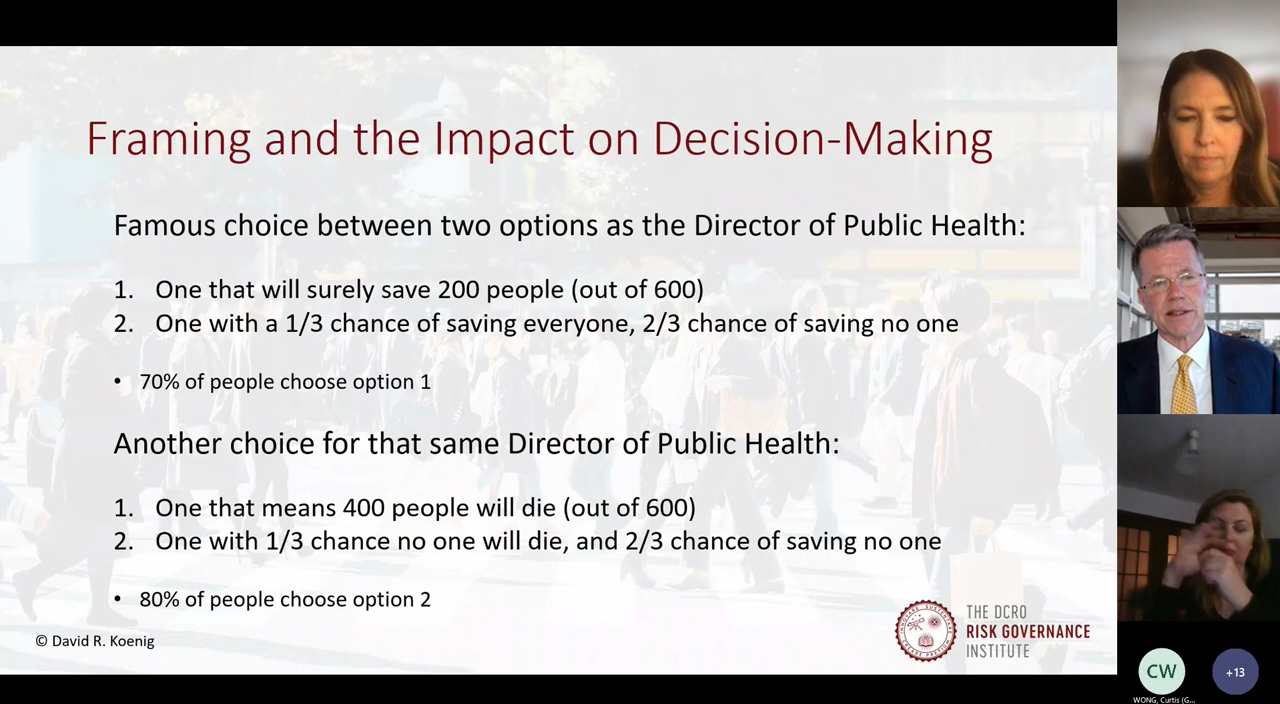 Framing and the Impact on Decision-Making
Famous choice between two options as the Director of Public Health:
1. One that will surely save 200 people (out of 600)
2. One with a 1/3 chance of saving everyone, 2/3 chance of saving no one
• 70% of people choose option 1
Another choice for that same Director of Public Health:
1. One that means 400 people will die (out of 600)
2. One with 1/3 chance no one will die, and 2/3 chance of saving no one
• 80% of people choose option 2
© David R. Koenig
THE DCRO
RISK GOVERNANCE
INSTITUTE
CW
+13
WONG, Curtis (G...